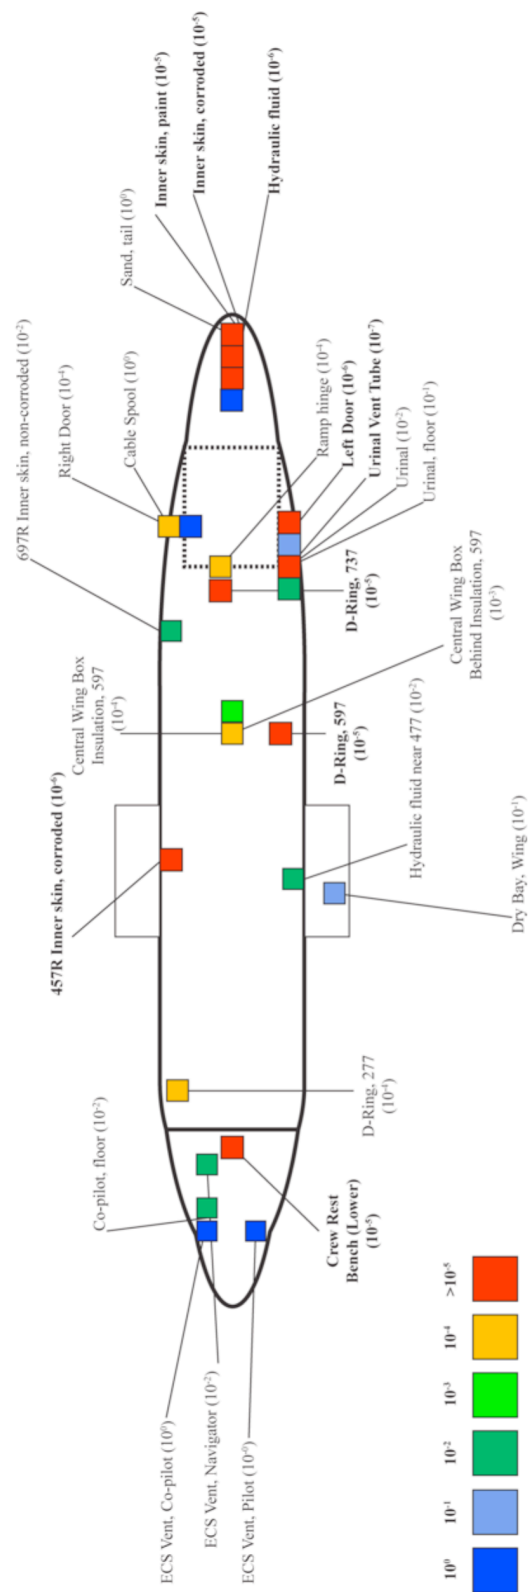 Sand, tail (10⁰)
Inner skin, paint (10⁻⁵)
Inner skin, corroded (10⁻⁵)
Hydraulic fluid (10⁻⁶)
697R Inner skin, non-corroded (10⁻²)
Right Door (10⁻⁴)
Cable Spool (10⁰)
Ramp hinge (10⁻⁴)
Left Door (10⁻⁶)
Urinal Vent Tube (10⁻⁷)
Urinal (10⁻²)
Urinal, floor (10⁻¹)
D-Ring, 737
(10⁻⁵)
Central Wing Box
Insulation, 597
(10⁻⁴)
Central Wing Box
Behind Insulation, 597
(10⁻³)
D-Ring, 597
(10⁻⁵)
457R Inner skin, corroded (10⁻⁶)
Hydraulic fluid near 477 (10⁻²)
Dry Bay, Wing (10⁻¹)
D-Ring, 277
(10⁻⁴)
Co-pilot, floor (10⁻²)
Crew Rest
Bench (Lower)
(10⁻⁵)
ECS Vent, Co-pilot (10⁰)
ECS Vent, Navigator (10⁻²)
ECS Vent, Pilot (10⁻⁰)
10⁰
10⁻¹
10⁻²
10⁻³
10⁻⁴
>10⁻⁵